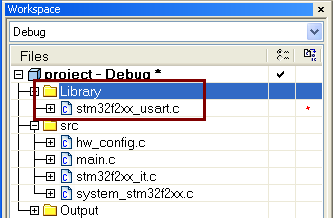 Workspace
Debug
Files
project - Debug *
Library
stm32f2xx_usart.c
src
hw_config.c
main.c
stm32f2xx_it.c
system_stm32f2xx.c
Output